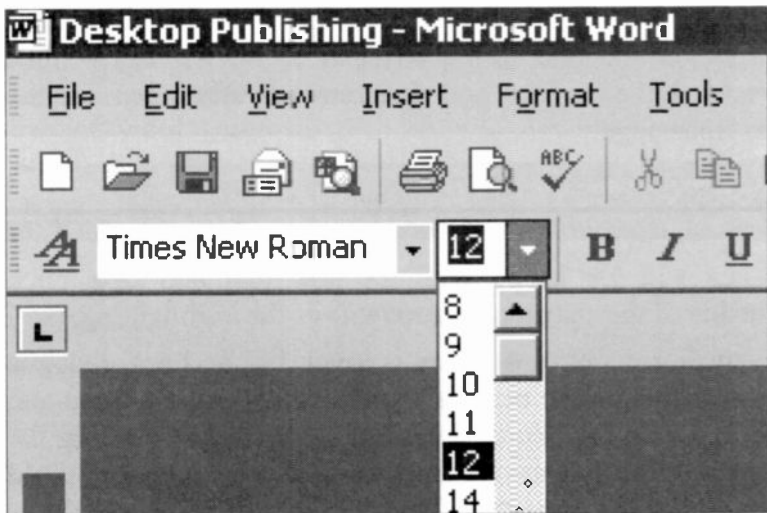 W Desktop Publishing - Microsoft Word
File Edit View Insert Format Tools
ABC
Times New Roman 12 B I U
8
9
10
11
12
14